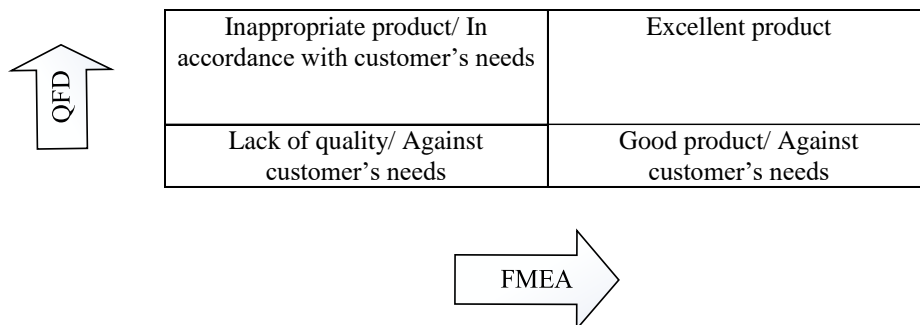 Inappropriate product/ In
accordance with customer’s needs
Excellent product
QFD
Lack of quality/ Against
customer’s needs
Good product/ Against
customer’s needs
FMEA